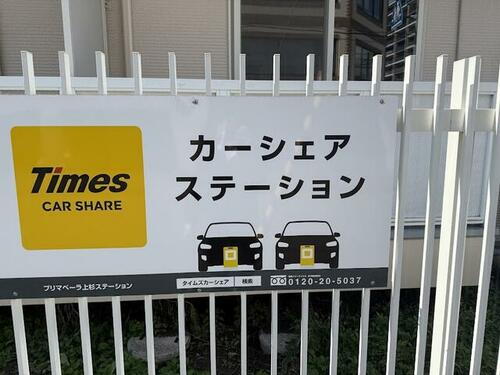 Times
CAR SHARE
カーシェア
ステーション
プリマベーラ上杉ステーション
タイムズカーシェア 検索
0120-20-5037